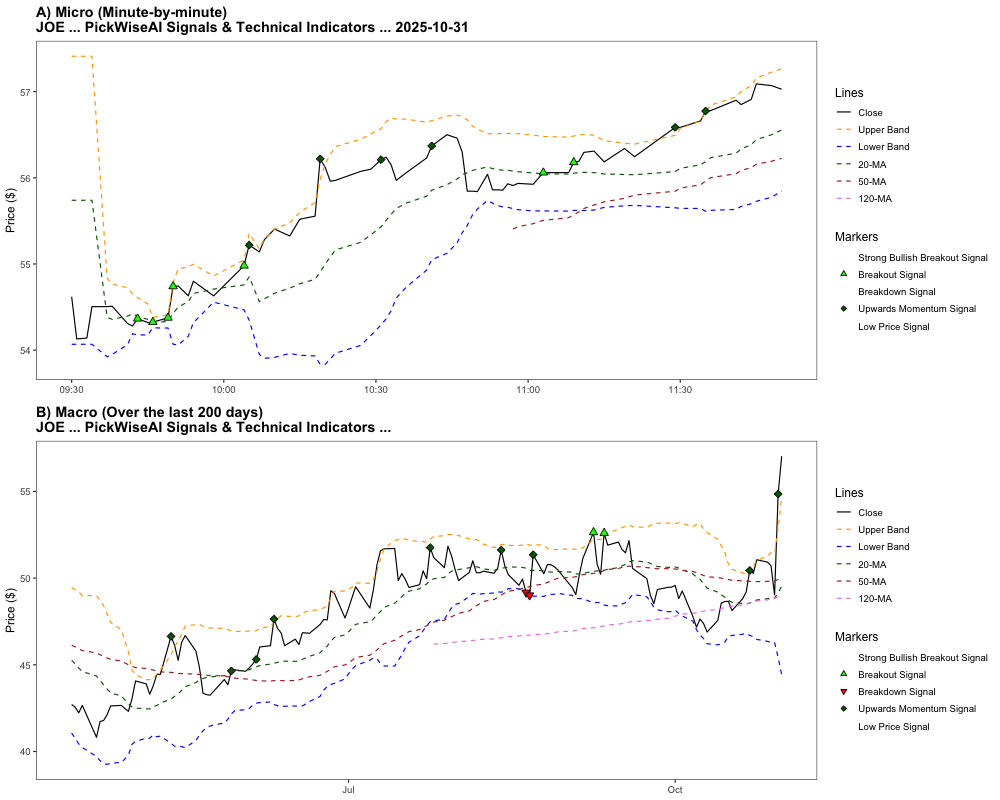 A) Micro (Minute-by-minute)
JOE ... PickWiseAI Signals & Technical Indicators ... 2025-10-31
Price ($)
57
56
55
54
09:30
10:00
10:30
11:00
11:30
Lines
Close
Upper Band
Lower Band
20-MA
50-MA
120-MA
Markers
Strong Bullish Breakout Signal
Breakout Signal
Breakdown Signal
Upwards Momentum Signal
Low Price Signal
B) Macro (Over the last 200 days)
JOE ... PickWiseAI Signals & Technical Indicators ...
Price ($)
55
50
45
40
Jul
Oct
Lines
Close
Upper Band
Lower Band
20-MA
50-MA
120-MA
Markers
Strong Bullish Breakout Signal
Breakout Signal
Breakdown Signal
Upwards Momentum Signal
Low Price Signal